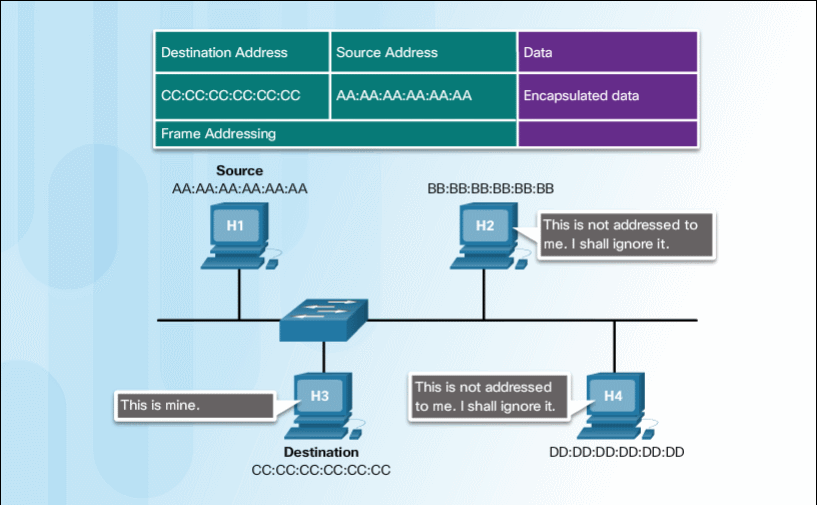 Destination Address Source Address Data
CC:CC:CC:CC:CC:CC AA:AA:AA:AA:AA:AA Encapsulated data
Frame Addressing
Source
AA:AA:AA:AA:AA:AA
BB:BB:BB:BB:BB:BB
H1
H2
This is not addressed to
me. I shall ignore it.
This is mine.
H3
This is not addressed
to me. I shall ignore it.
H4
Destination
CC:CC:CC:CC:CC:CC
DD:DD:DD:DD:DD:DD